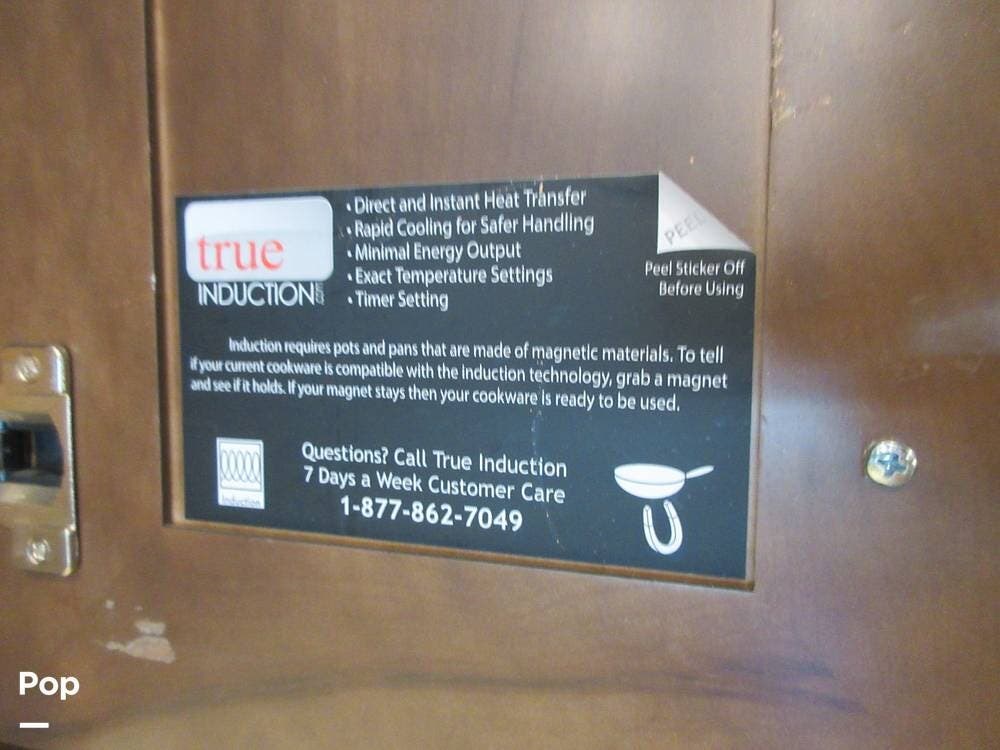 true
INDUCTION.com
• Direct and Instant Heat Transfer
• Rapid Cooling for Safer Handling
• Minimal Energy Output
• Exact Temperature Settings
• Timer Setting
PEEL
Peel Sticker Off
Before Using
Induction requires pots and pans that are made of magnetic materials. To tell
if your current cookware is compatible with the induction technology, grab a magnet
and see if it holds. If your magnet stays then your cookware is ready to be used.
Induction
Questions? Call True Induction
7 Days a Week Customer Care
1-877-862-7049
Pop